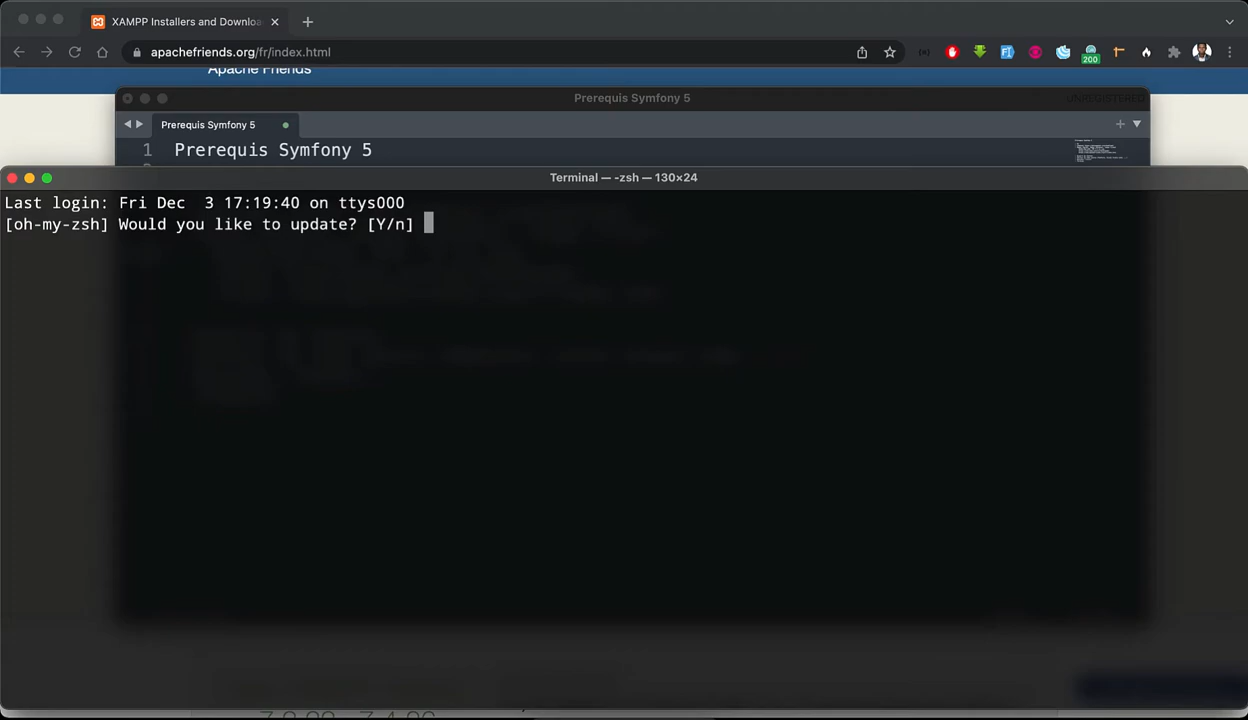 XAMPP Installers and Downloa
apachefriends.org/fr/index.html
200
Apache Friends
Prerequis Symfony 5
UNREGISTERED
Prerequis Symfony 5
1 Prerequis Symfony 5
Terminal — -zsh — 130×24
Last login: Fri Dec  3 17:19:40 on ttys000
[oh-my-zsh] Would you like to update? [Y/n]